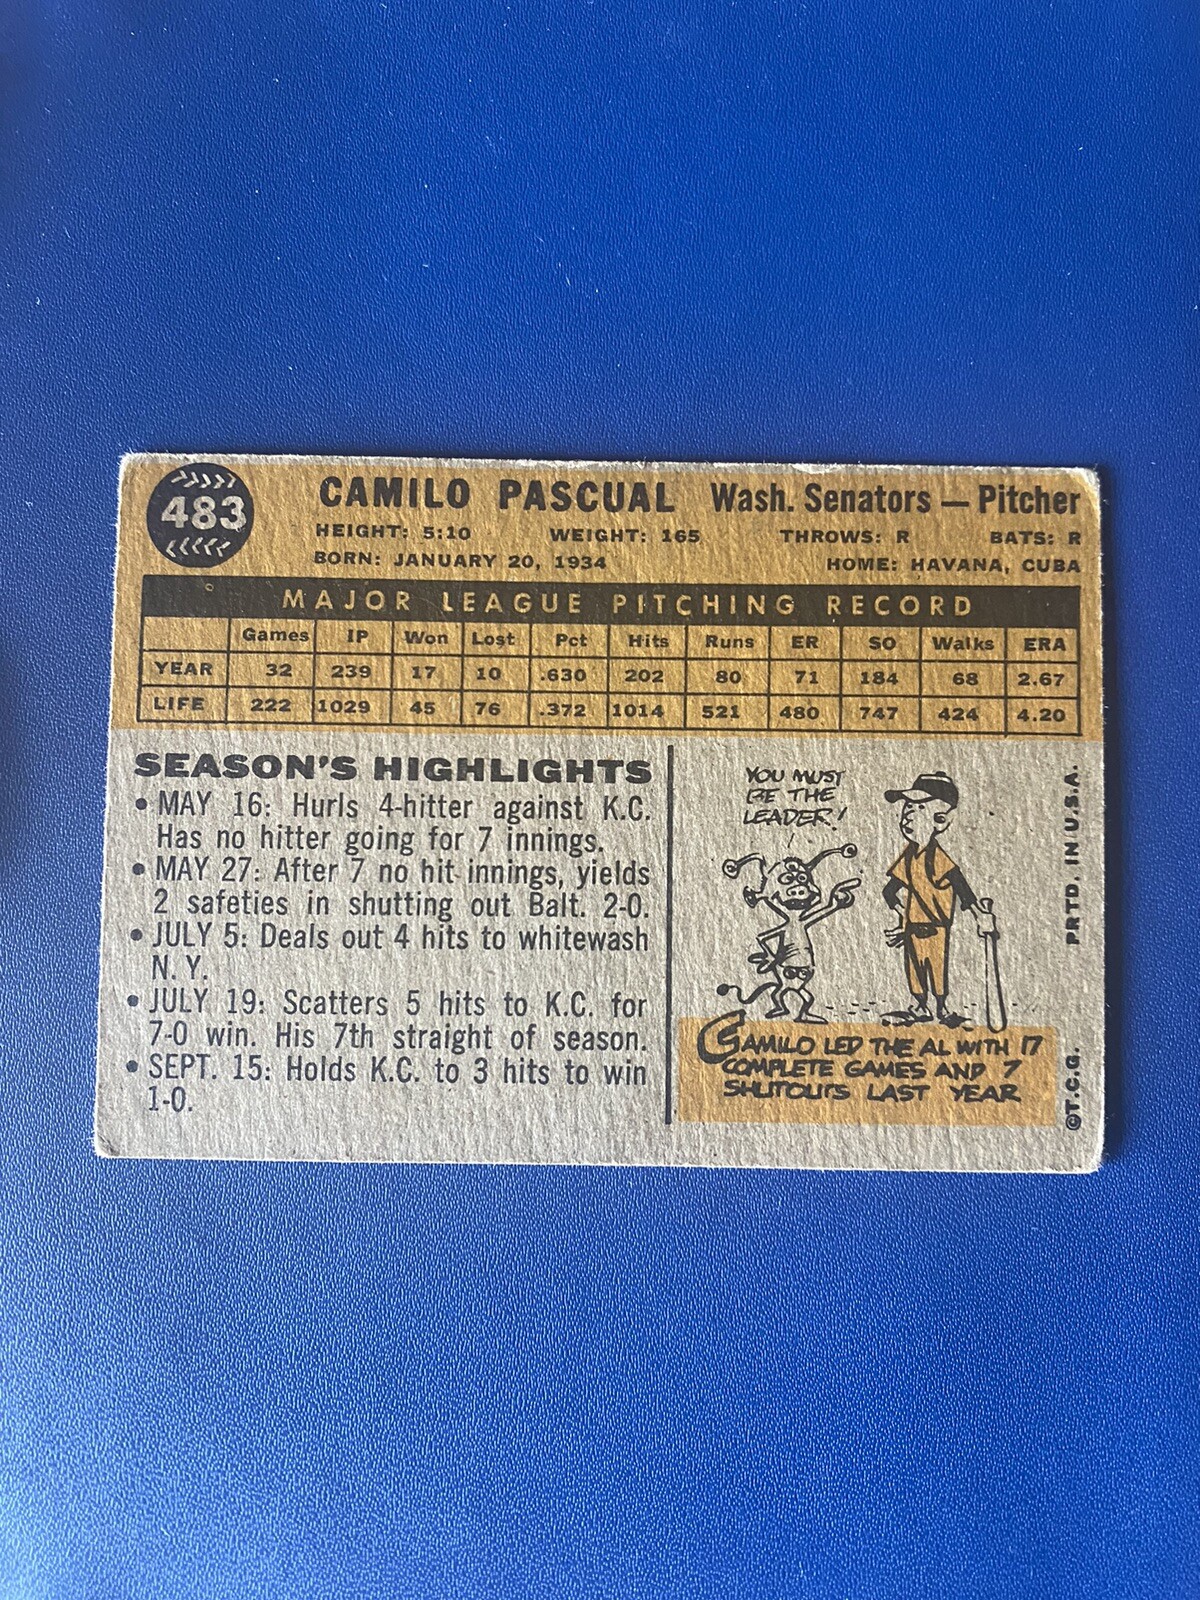 483
CAMILO PASCUAL Wash. Senators — Pitcher
HEIGHT: 5:10 WEIGHT: 165 THROWS: R BATS: R
BORN: JANUARY 20, 1934 HOME: HAVANA, CUBA
MAJOR LEAGUE PITCHING RECORD
Games IP Won Lost Pct Hits Runs ER SO Walks ERA
YEAR 32 239 17 10 .630 202 80 71 184 68 2.67
LIFE 222 1029 45 76 .372 1014 521 480 747 424 4.20
SEASON'S HIGHLIGHTS
• MAY 16: Hurls 4-hitter against K.C.
Has no hitter going for 7 innings.
• MAY 27: After 7 no hit innings, yields
2 safeties in shutting out Balt. 2-0.
• JULY 5: Deals out 4 hits to whitewash
N. Y.
• JULY 19: Scatters 5 hits to K.C. for
7-0 win. His 7th straight of season.
• SEPT. 15: Holds K.C. to 3 hits to win
1-0.
YOU MUST
BE THE
LEADER!
CAMILO LED THE AL WITH 17
COMPLETE GAMES AND 7
SHUTOUTS LAST YEAR
©T.C.G. PRTD. IN U.S.A.